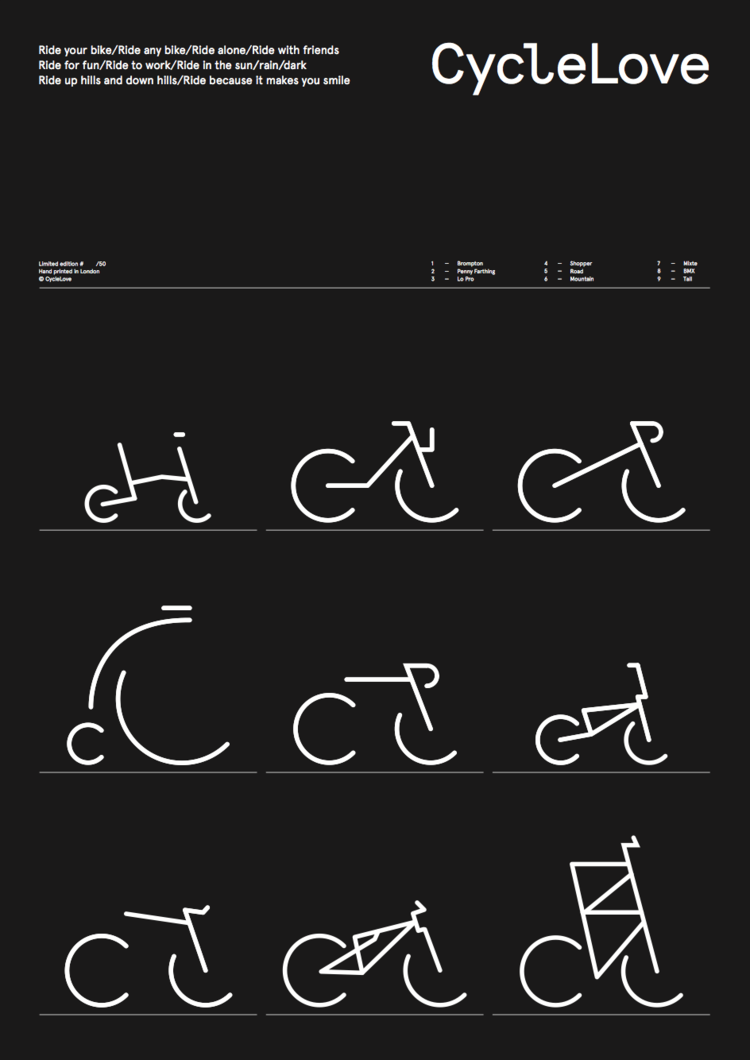 Ride your bike/Ride any bike/Ride alone/Ride with friends
Ride for fun/Ride to work/Ride in the sun/rain/dark
Ride up hills and down hills/Ride because it makes you smile
CycleLove
Limited edition # /50
Hand printed in London
© CycleLove
1 — Brompton
2 — Penny Farthing
3 — Lo Pro
4 — Shopper
5 — Road
6 — Mountain
7 — Mixte
8 — BMX
9 — Tall